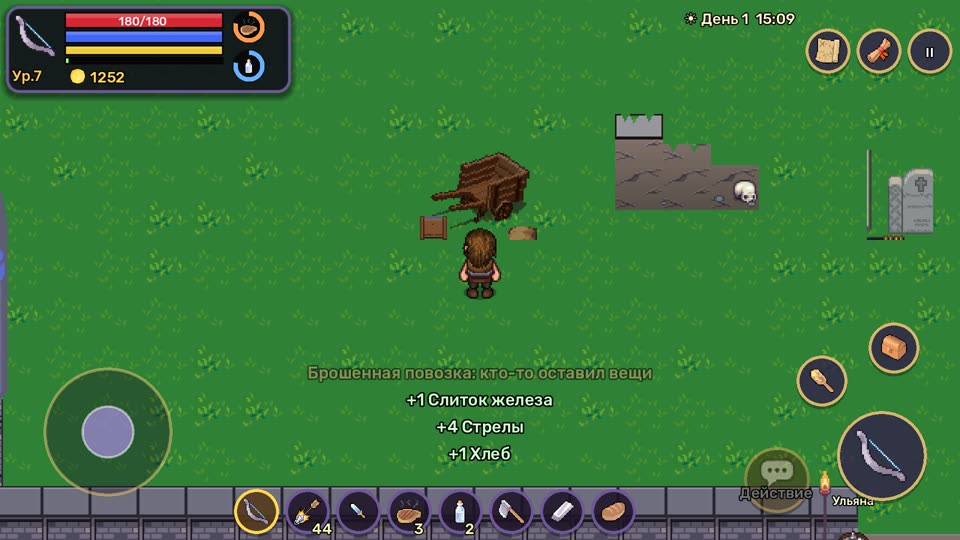 180/180
Ур.7
1252
День 1 15:09
Брошенная повозка: кто-то оставил вещи
+1 Слиток железа
+4 Стрелы
+1 Хлеб
Действие
Ульяна
44
3
2